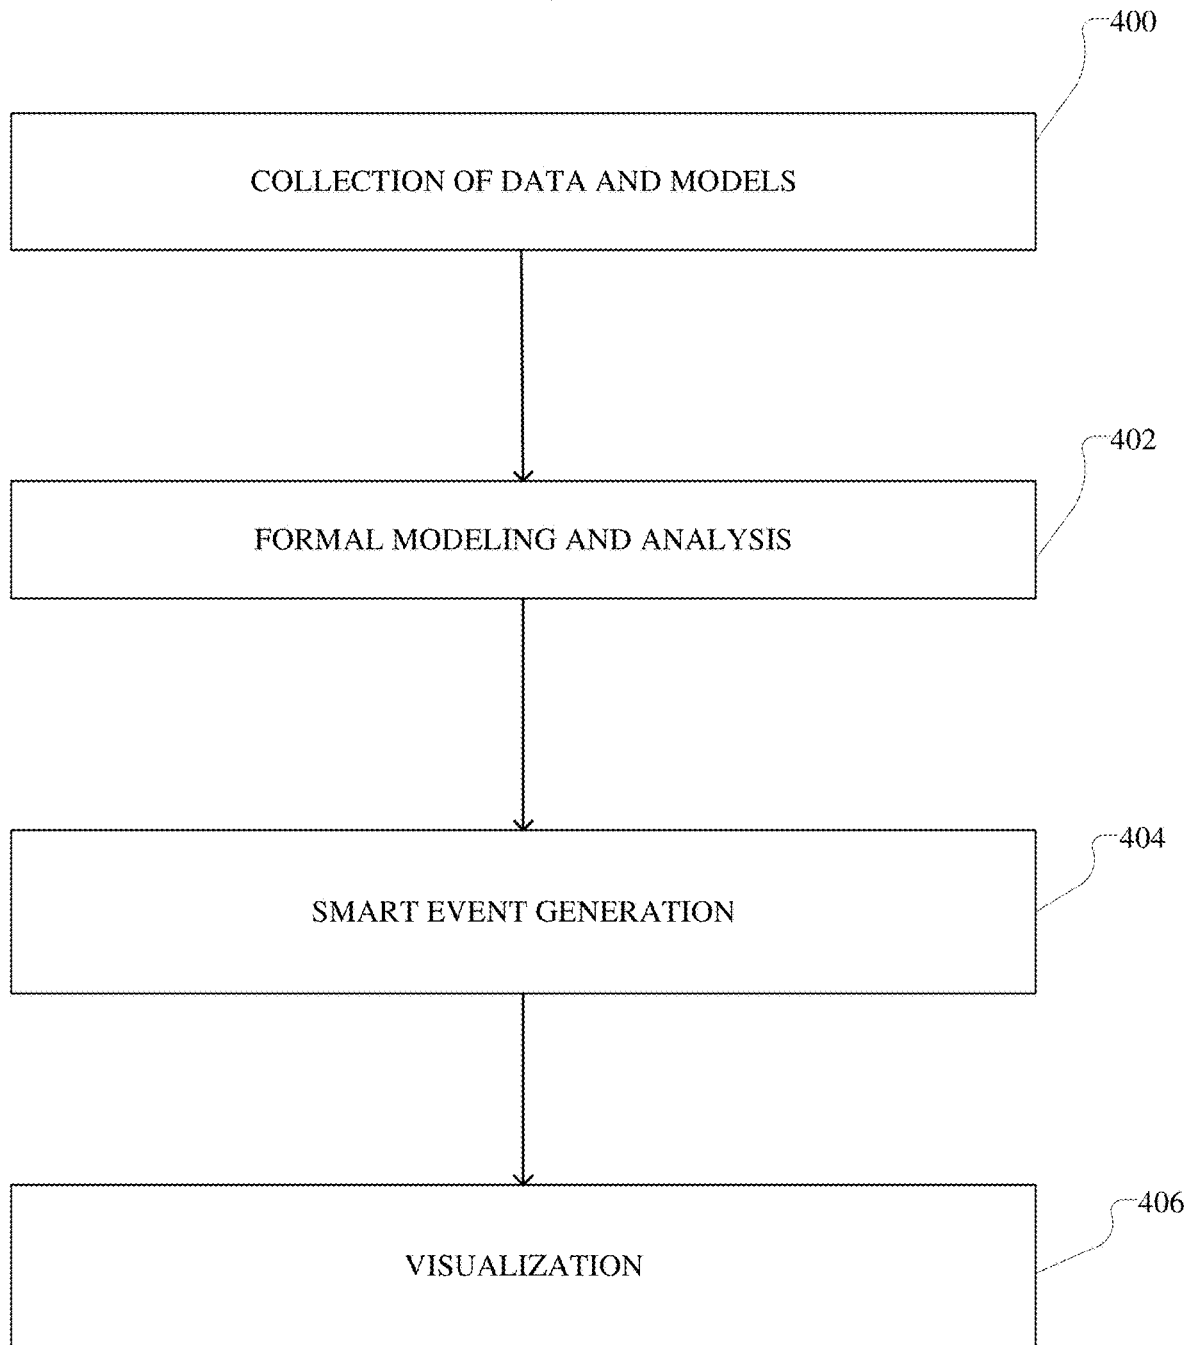 400
COLLECTION OF DATA AND MODELS
402
FORMAL MODELING AND ANALYSIS
404
SMART EVENT GENERATION
406
VISUALIZATION